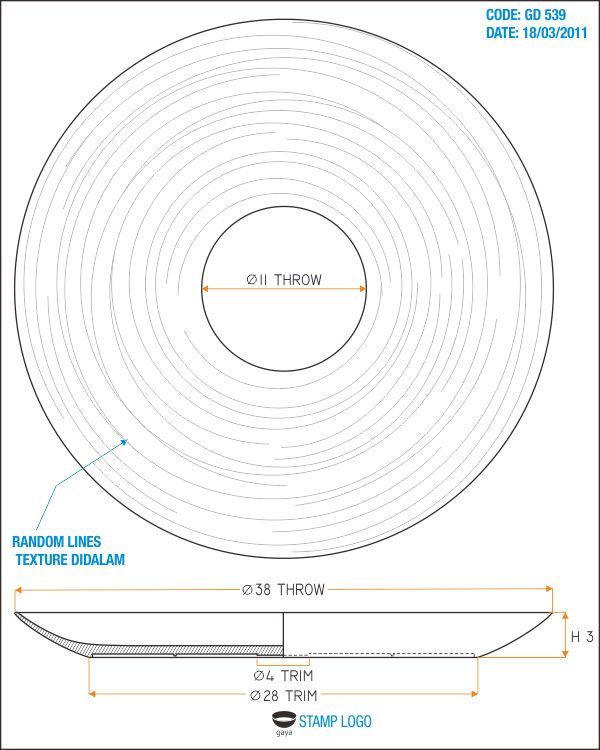 CODE: GD 539
DATE: 18/03/2011
Ø11 THROW
RANDOM LINES
TEXTURE DIDALAM
Ø38 THROW
H 3
Ø4 TRIM
Ø28 TRIM
gaya
STAMP LOGO